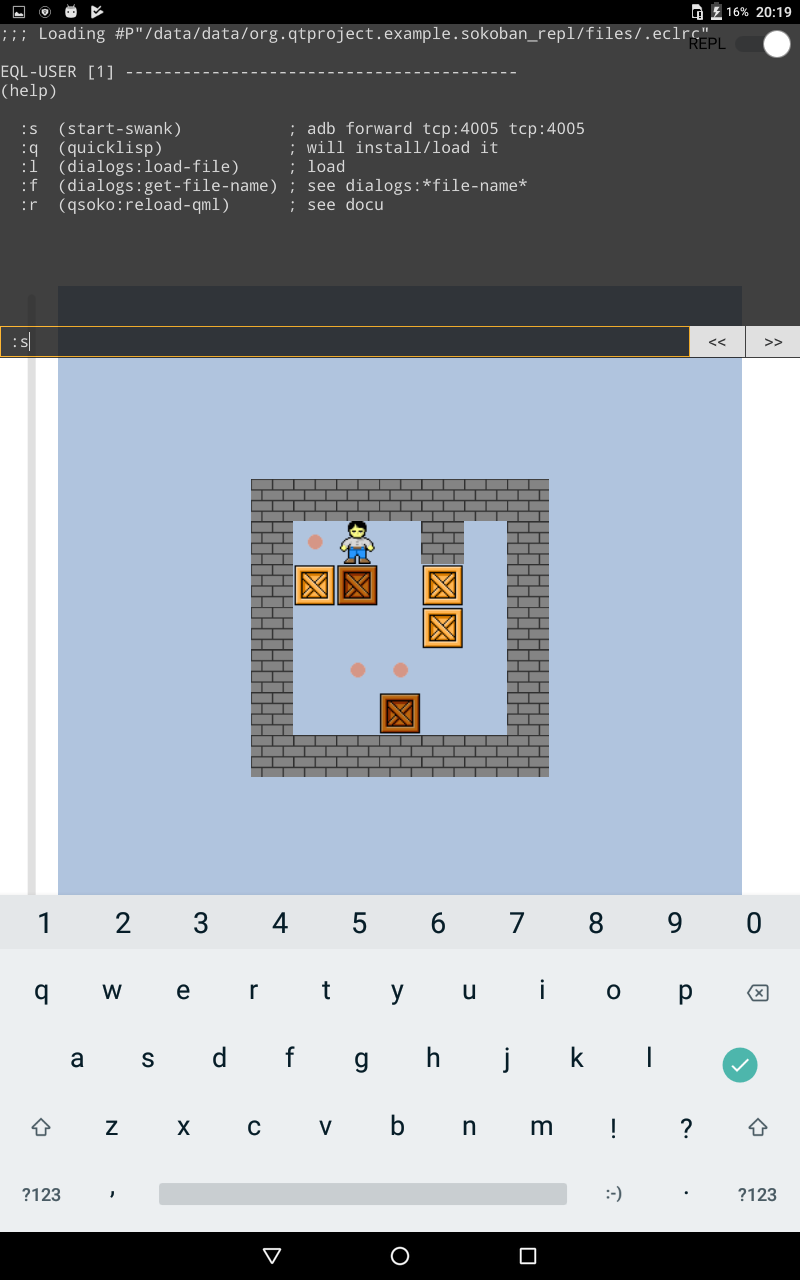 16% 20:19
;;; Loading #P"/data/data/org.qtproject.example.sokoban_repl/files/.eclrc"
REPL
EQL-USER [1] -----------------------------------------
(help)
:s (start-swank) ; adb forward tcp:4005 tcp:4005
:q (quicklisp) ; will install/load it
:l (dialogs:load-file) ; load
:f (dialogs:get-file-name) ; see dialogs:*file-name*
:r (qsoko:reload-qml) ; see docu
:s << >>
1 2 3 4 5 6 7 8 9 0
q w e r t y u i o p
a s d f g h j k l
z x c v b n m ! ?
?123 , :-) . ?123